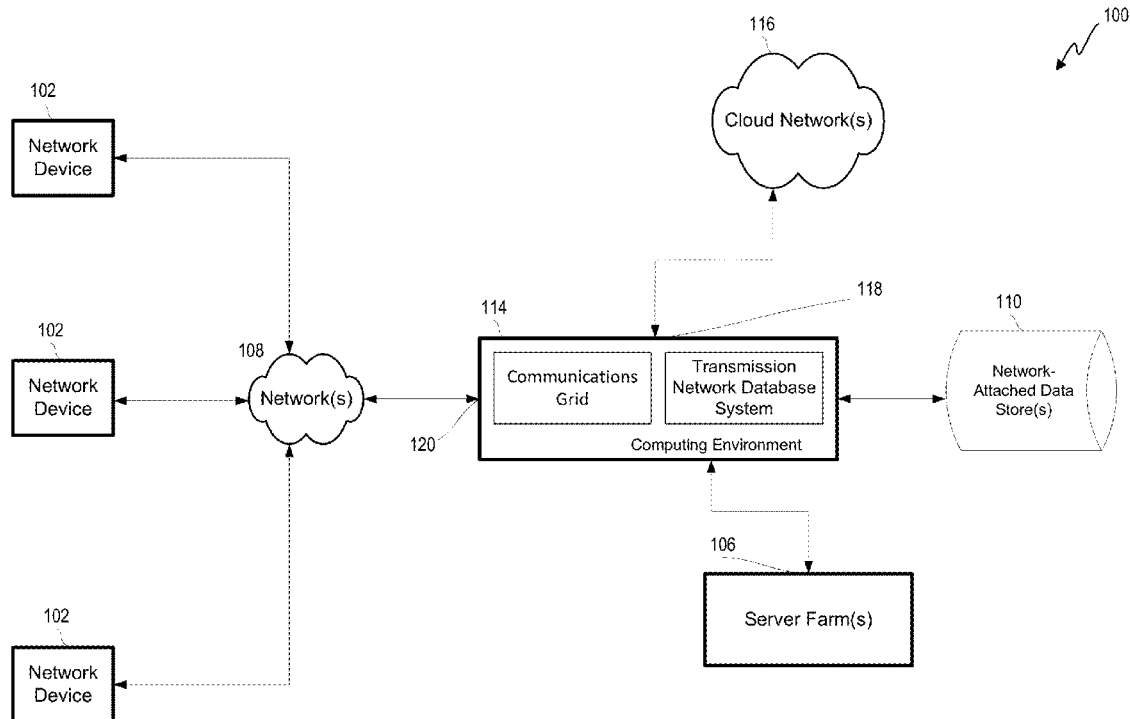 100
116
Cloud Network(s)
102
Network
Device
102
Network
Device
108
Network(s)
114
118
Communications
Grid
Transmission
Network Database
System
Computing Environment
120
110
Network-
Attached Data
Store(s)
106
Server Farm(s)
102
Network
Device